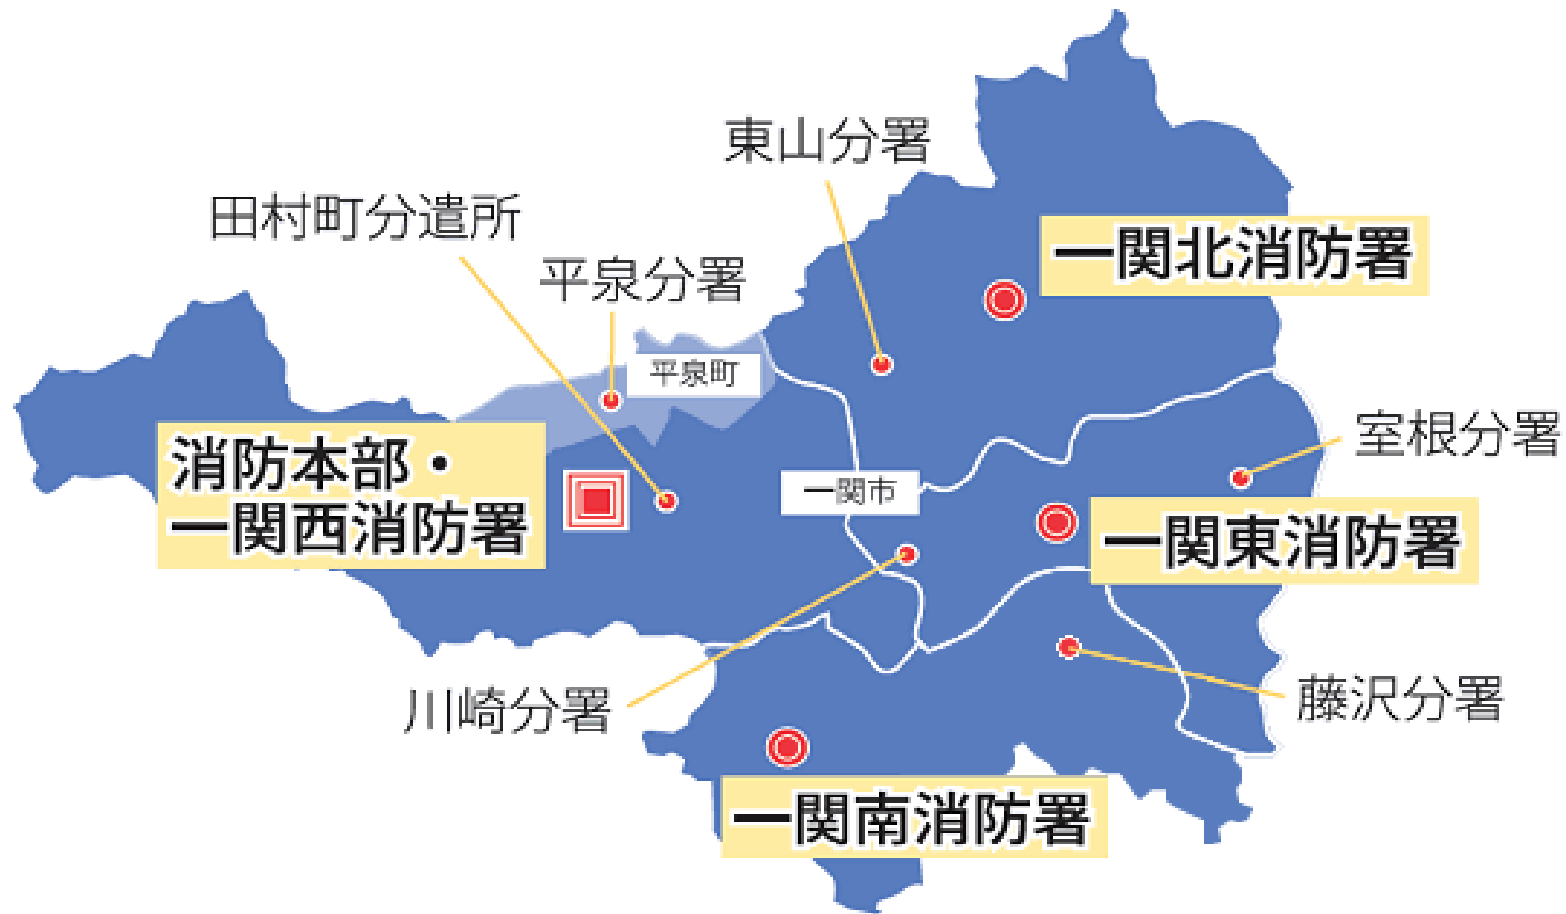 東山分署
田村町分遣所
一関北消防署
平泉分署
平泉町
室根分署
消防本部・
一関西消防署
一関市
一関東消防署
川崎分署
藤沢分署
一関南消防署